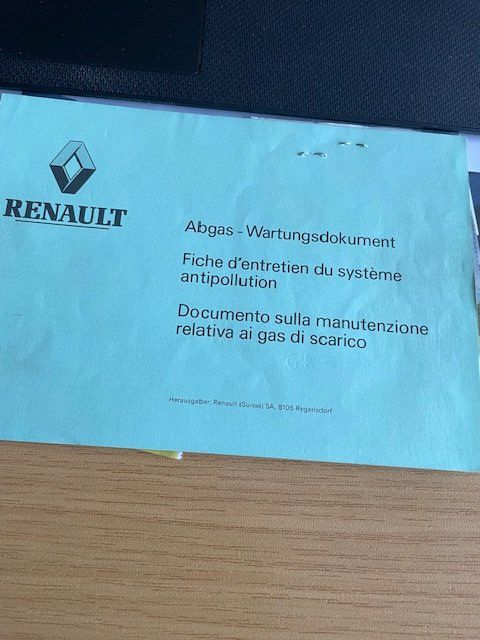 RENAULT
Abgas - Wartungsdokument
Fiche d'entretien du système
antipollution
Documento sulla manutenzione
relativa ai gas di scarico
Herausgeber: Renault (Suisse) SA, 8105 Regensdorf